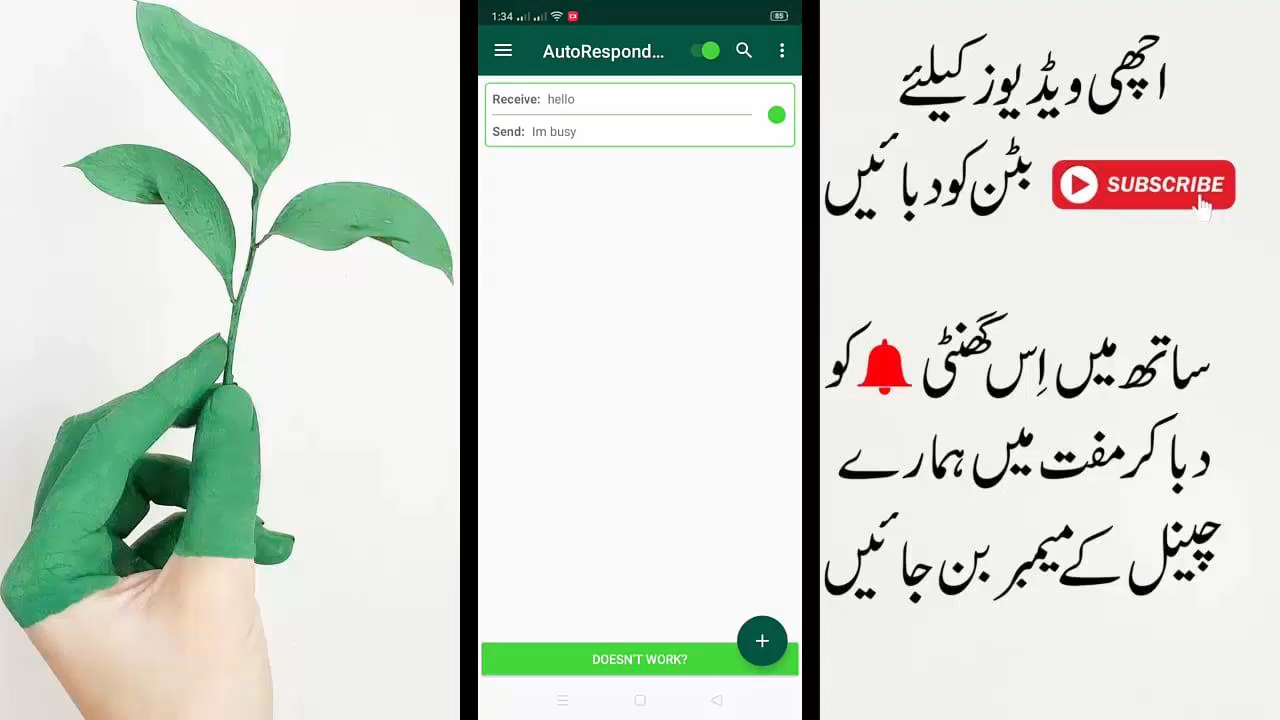 1:34
85
AutoRespond...
Receive: hello
Send: Im busy
DOESN'T WORK?
اچھی ویڈیوز کیلئے
بٹن کو دبائیں
SUBSCRIBE
ساتھ میں اِس گھنٹی کو
دبا کر مفت میں ہمارے
چینل کے میمبر بن جائیں